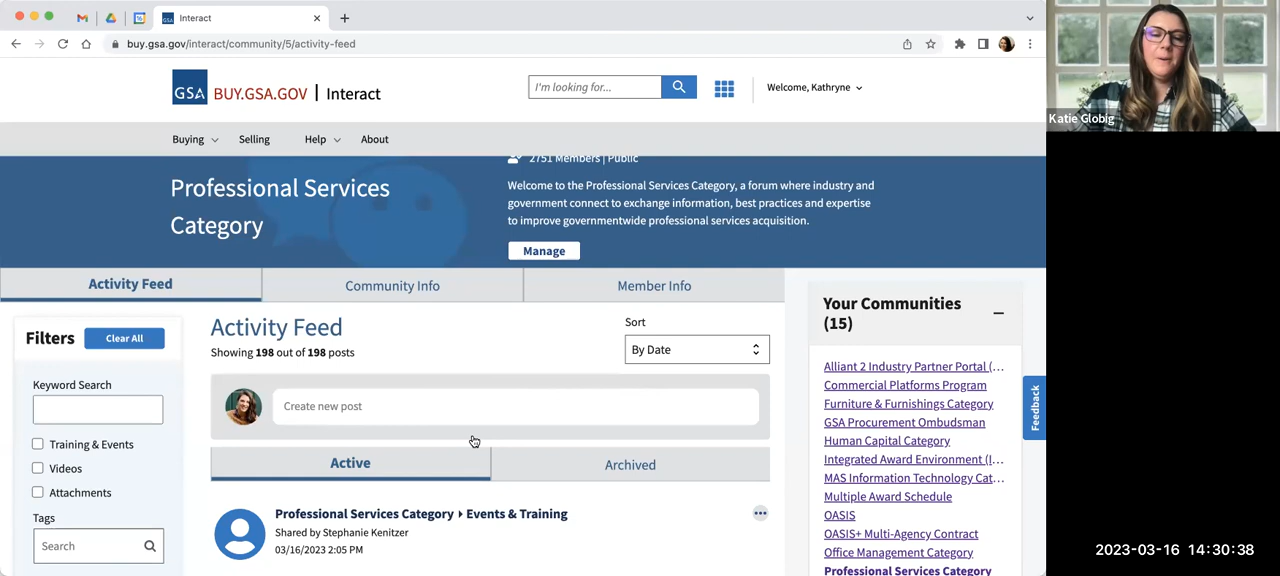 Interact
buy.gsa.gov/interact/community/5/activity-feed
Katie Globig
GSA BUY.GSA.GOV | Interact
I'm looking for...
Welcome, Kathryne
Buying
Selling
Help
About
2751 Members | Public
Professional Services
Category
Welcome to the Professional Services Category, a forum where industry and
government connect to exchange information, best practices and expertise
to improve governmentwide professional services acquisition.
Manage
Activity Feed
Community Info
Member Info
Filters
Clear All
Keyword Search
Training & Events
Videos
Attachments
Tags
Search
Activity Feed
Showing 198 out of 198 posts
Sort
By Date
Create new post
Active
Archived
Professional Services Category Events & Training
Shared by Stephanie Kenitzer
03/16/2023 2:05 PM
Your Communities
(15)
Alliant 2 Industry Partner Portal (...
Commercial Platforms Program
Furniture & Furnishings Category
GSA Procurement Ombudsman
Human Capital Category
Integrated Award Environment (I...
MAS Information Technology Cat...
Multiple Award Schedule
OASIS
OASIS+ Multi-Agency Contract
Office Management Category
Professional Services Category
Feedback
2023-03-16 14:30:38